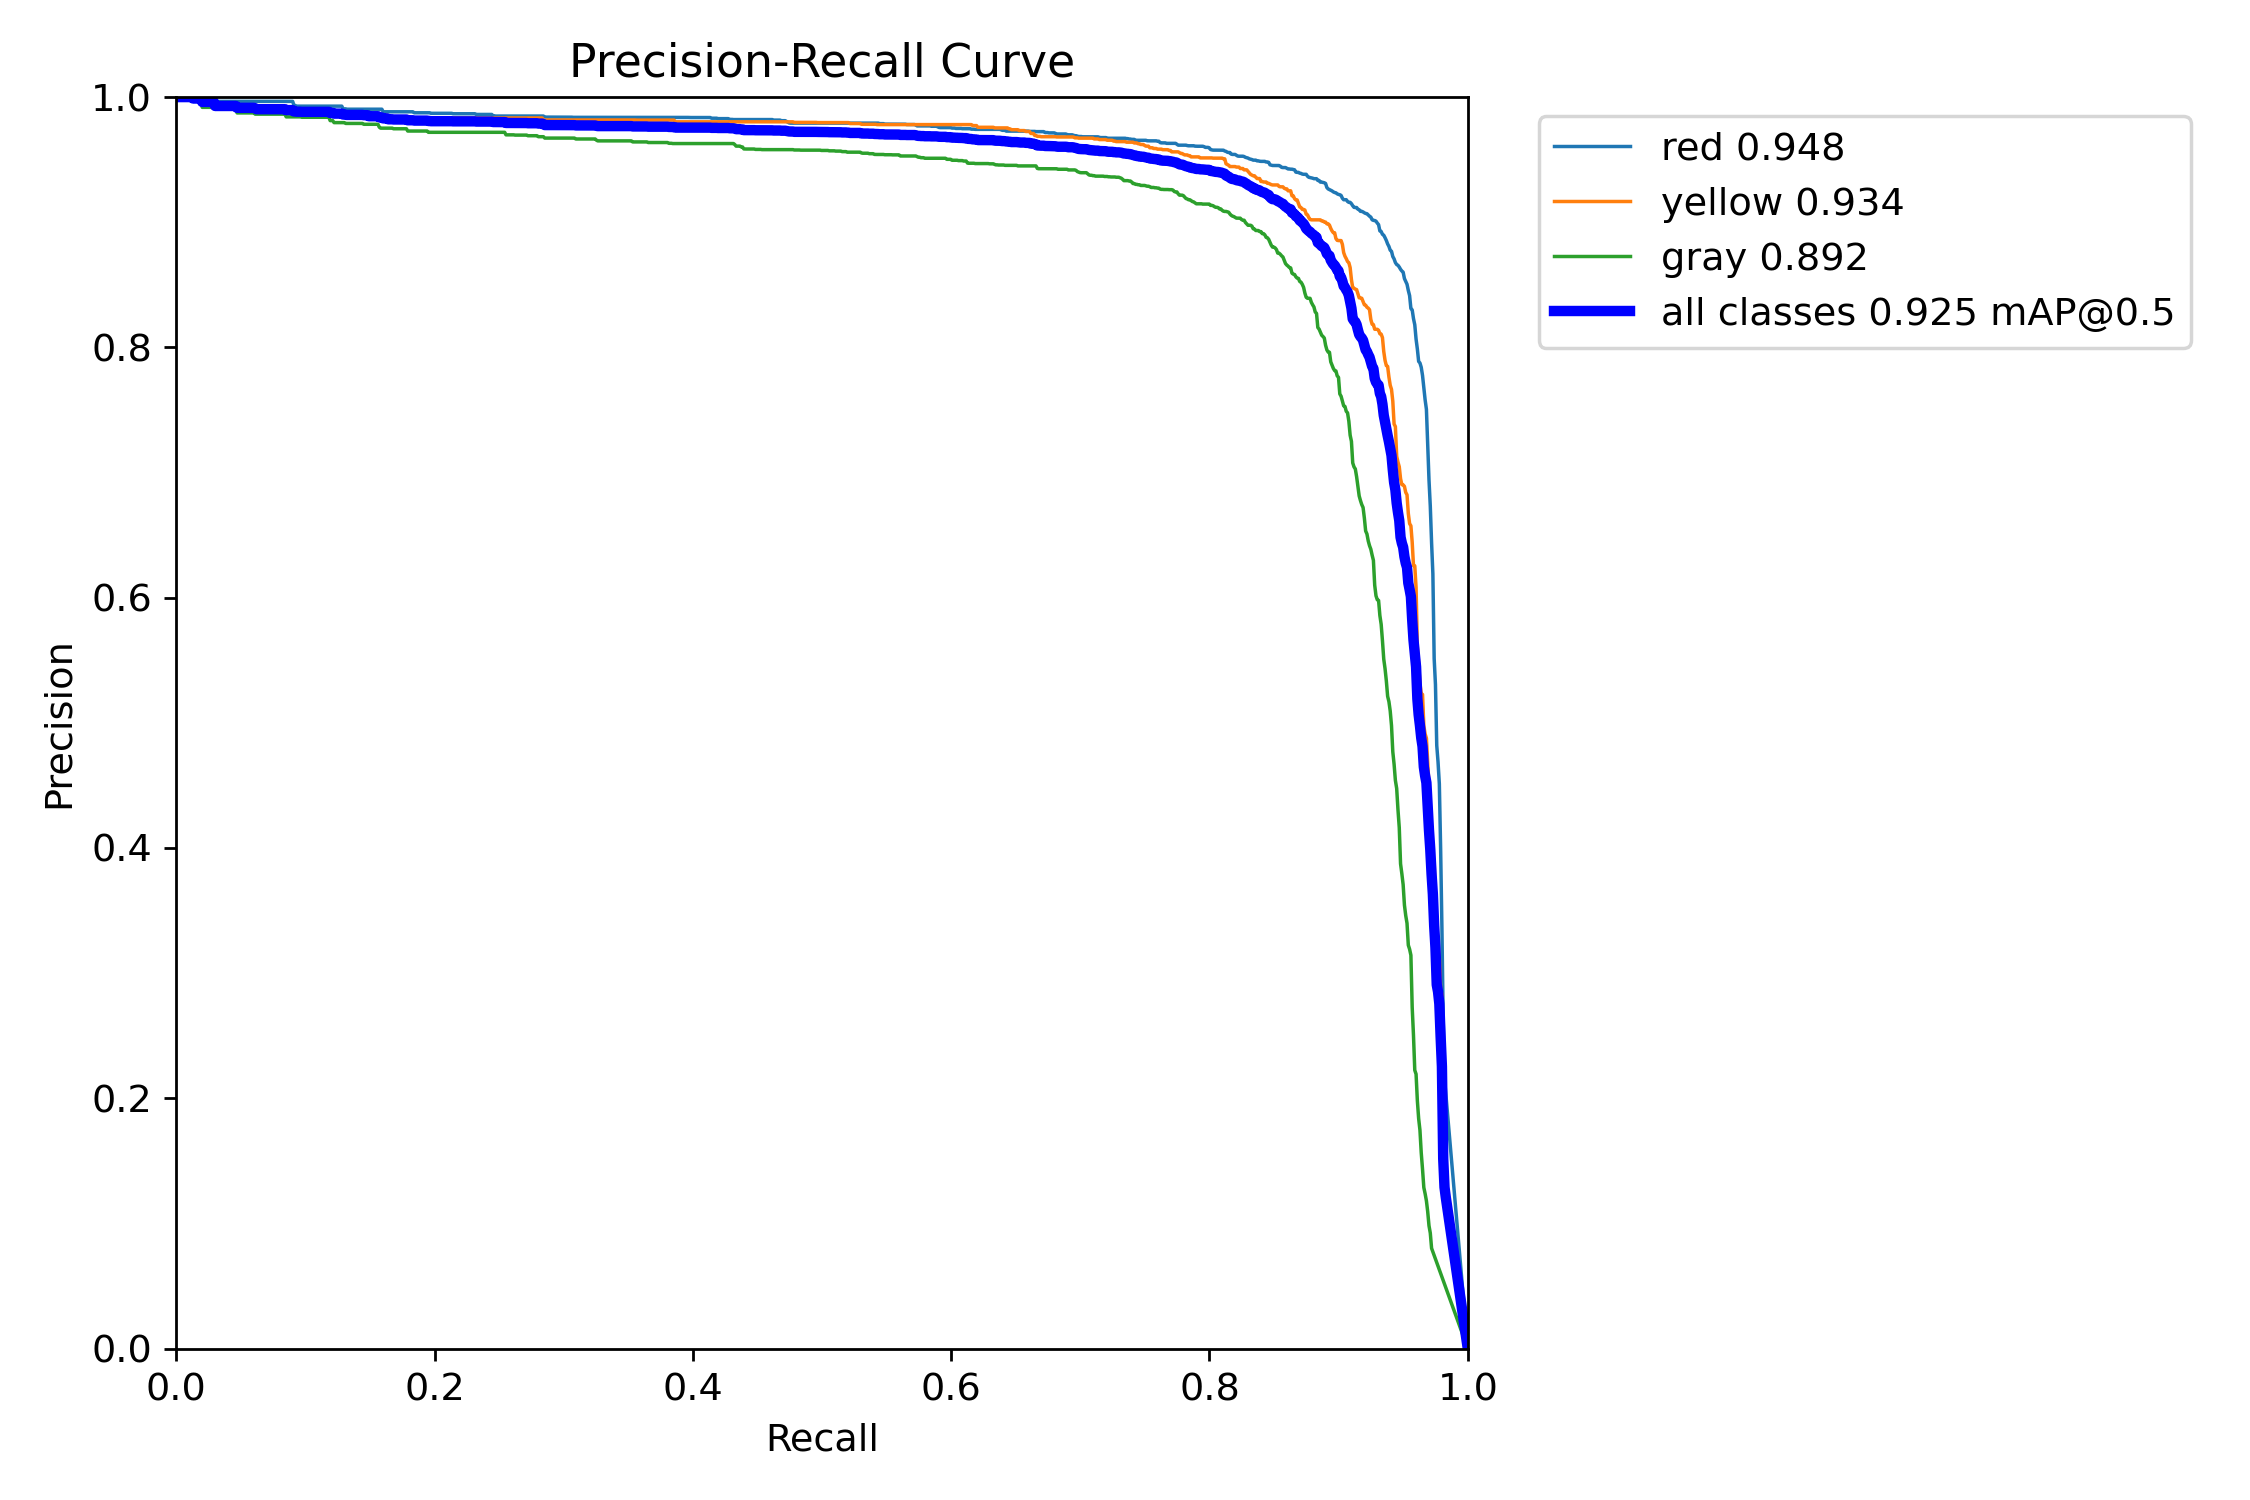 Precision-Recall Curve
1.0
0.8
0.6
0.4
0.2
0.0
Precision
0.0 0.2 0.4 0.6 0.8 1.0
Recall
red 0.948
yellow 0.934
gray 0.892
all classes 0.925 mAP@0.5